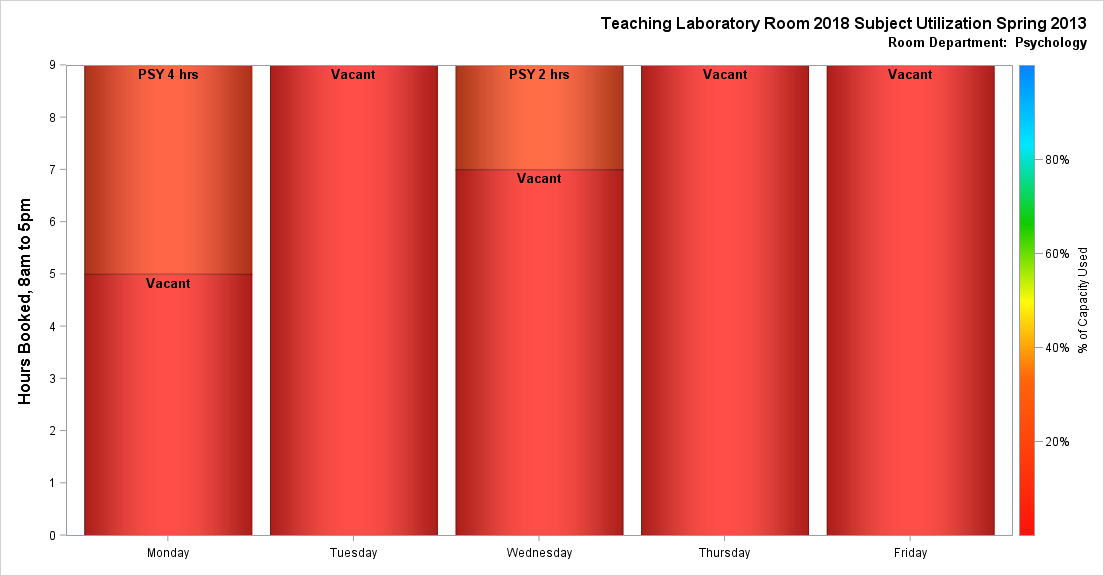 Teaching Laboratory Room 2018 Subject Utilization Spring 2013
Room Department: Psychology
Hours Booked, 8am to 5pm
9
8
7
6
5
4
3
2
1
0
PSY 4 hrs
Vacant
Vacant
PSY 2 hrs
Vacant
Vacant
Vacant
Monday
Tuesday
Wednesday
Thursday
Friday
80%
60%
40%
20%
% of Capacity Used